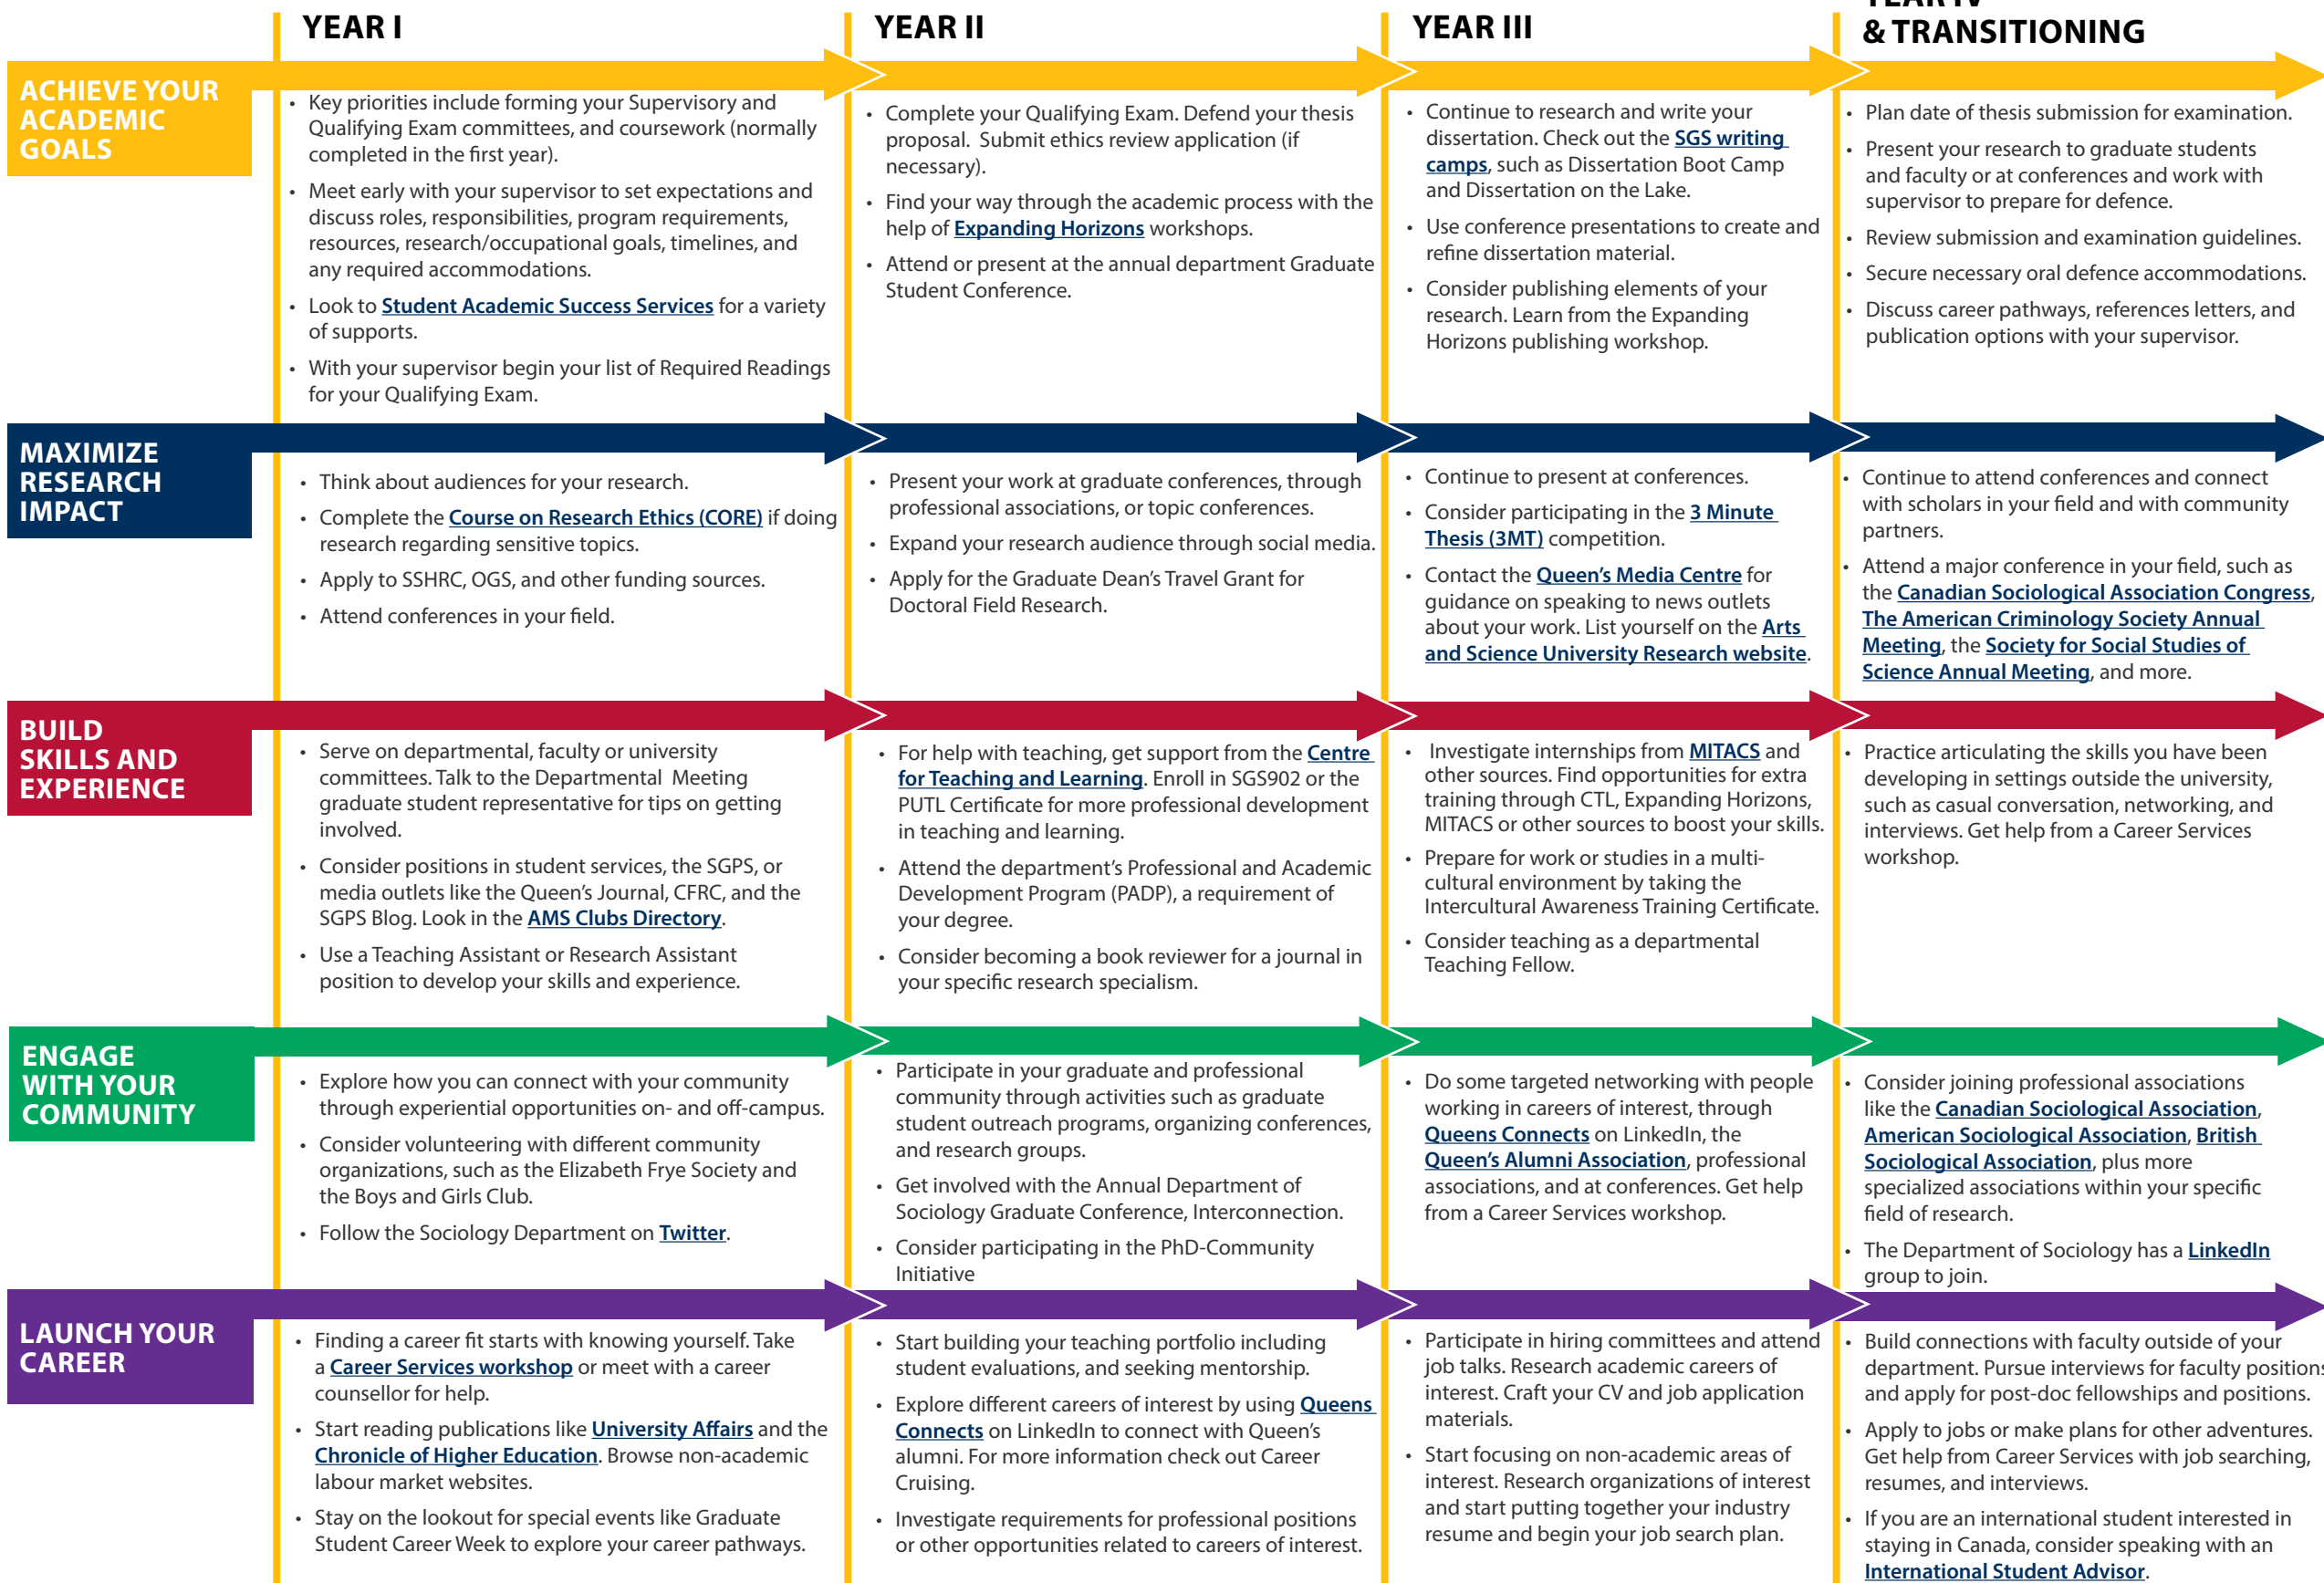 YEAR I
YEAR II
YEAR III
YEAR IV
& TRANSITIONING
ACHIEVE YOUR
ACADEMIC
GOALS
• Key priorities include forming your Supervisory and
Qualifying Exam committees, and coursework (normally
completed in the first year).
• Meet early with your supervisor to set expectations and
discuss roles, responsibilities, program requirements,
resources, research/occupational goals, timelines, and
any required accommodations.
• Look to Student Academic Success Services for a variety
of supports.
• With your supervisor begin your list of Required Readings
for your Qualifying Exam.
• Complete your Qualifying Exam. Defend your thesis
proposal. Submit ethics review application (if
necessary).
• Find your way through the academic process with the
help of Expanding Horizons workshops.
• Attend or present at the annual department Graduate
Student Conference.
• Continue to research and write your
dissertation. Check out the SGS writing
camps, such as Dissertation Boot Camp
and Dissertation on the Lake.
• Use conference presentations to create and
refine dissertation material.
• Consider publishing elements of your
research. Learn from the Expanding
Horizons publishing workshop.
• Plan date of thesis submission for examination.
• Present your research to graduate students
and faculty or at conferences and work with
supervisor to prepare for defence.
• Review submission and examination guidelines.
• Secure necessary oral defence accommodations.
• Discuss career pathways, references letters, and
publication options with your supervisor.
MAXIMIZE
RESEARCH
IMPACT
• Think about audiences for your research.
• Complete the Course on Research Ethics (CORE) if doing
research regarding sensitive topics.
• Apply to SSHRC, OGS, and other funding sources.
• Attend conferences in your field.
• Present your work at graduate conferences, through
professional associations, or topic conferences.
• Expand your research audience through social media.
• Apply for the Graduate Dean's Travel Grant for
Doctoral Field Research.
• Continue to present at conferences.
• Consider participating in the 3 Minute
Thesis (3MT) competition.
• Contact the Queen's Media Centre for
guidance on speaking to news outlets
about your work. List yourself on the Arts
and Science University Research website.
• Continue to attend conferences and connect
with scholars in your field and with community
partners.
• Attend a major conference in your field, such as
the Canadian Sociological Association Congress,
The American Criminology Society Annual
Meeting, the Society for Social Studies of
Science Annual Meeting, and more.
BUILD
SKILLS AND
EXPERIENCE
• Serve on departmental, faculty or university
committees. Talk to the Departmental Meeting
graduate student representative for tips on getting
involved.
• Consider positions in student services, the SGPS, or
media outlets like the Queen's Journal, CFRC, and the
SGPS Blog. Look in the AMS Clubs Directory.
• Use a Teaching Assistant or Research Assistant
position to develop your skills and experience.
• For help with teaching, get support from the Centre
for Teaching and Learning. Enroll in SGS902 or the
PUTL Certificate for more professional development
in teaching and learning.
• Attend the department's Professional and Academic
Development Program (PADP), a requirement of
your degree.
• Consider becoming a book reviewer for a journal in
your specific research specialism.
• Investigate internships from MITACS and
other sources. Find opportunities for extra
training through CTL, Expanding Horizons,
MITACS or other sources to boost your skills.
• Prepare for work or studies in a multi-
cultural environment by taking the
Intercultural Awareness Training Certificate.
• Consider teaching as a departmental
Teaching Fellow.
• Practice articulating the skills you have been
developing in settings outside the university,
such as casual conversation, networking, and
interviews. Get help from a Career Services
workshop.
ENGAGE
WITH YOUR
COMMUNITY
• Explore how you can connect with your community
through experiential opportunities on- and off-campus.
• Consider volunteering with different community
organizations, such as the Elizabeth Frye Society and
the Boys and Girls Club.
• Follow the Sociology Department on Twitter.
• Participate in your graduate and professional
community through activities such as graduate
student outreach programs, organizing conferences,
and research groups.
• Get involved with the Annual Department of
Sociology Graduate Conference, Interconnection.
• Consider participating in the PhD-Community
Initiative
• Do some targeted networking with people
working in careers of interest, through
Queens Connects on LinkedIn, the
Queen's Alumni Association, professional
associations, and at conferences. Get help
from a Career Services workshop.
• Consider joining professional associations
like the Canadian Sociological Association,
American Sociological Association, British
Sociological Association, plus more
specialized associations within your specific
field of research.
• The Department of Sociology has a LinkedIn
group to join.
LAUNCH YOUR
CAREER
• Finding a career fit starts with knowing yourself. Take
a Career Services workshop or meet with a career
counsellor for help.
• Start reading publications like University Affairs and the
Chronicle of Higher Education. Browse non-academic
labour market websites.
• Stay on the lookout for special events like Graduate
Student Career Week to explore your career pathways.
• Start building your teaching portfolio including
student evaluations, and seeking mentorship.
• Explore different careers of interest by using Queens
Connects on LinkedIn to connect with Queen's
alumni. For more information check out Career
Cruising.
• Investigate requirements for professional positions
or other opportunities related to careers of interest.
• Participate in hiring committees and attend
job talks. Research academic careers of
interest. Craft your CV and job application
materials.
• Start focusing on non-academic areas of
interest. Research organizations of interest
and start putting together your industry
resume and begin your job search plan.
• Build connections with faculty outside of your
department. Pursue interviews for faculty positions
and apply for post-doc fellowships and positions.
• Apply to jobs or make plans for other adventures.
Get help from Career Services with job searching,
resumes, and interviews.
• If you are an international student interested in
staying in Canada, consider speaking with an
International Student Advisor.